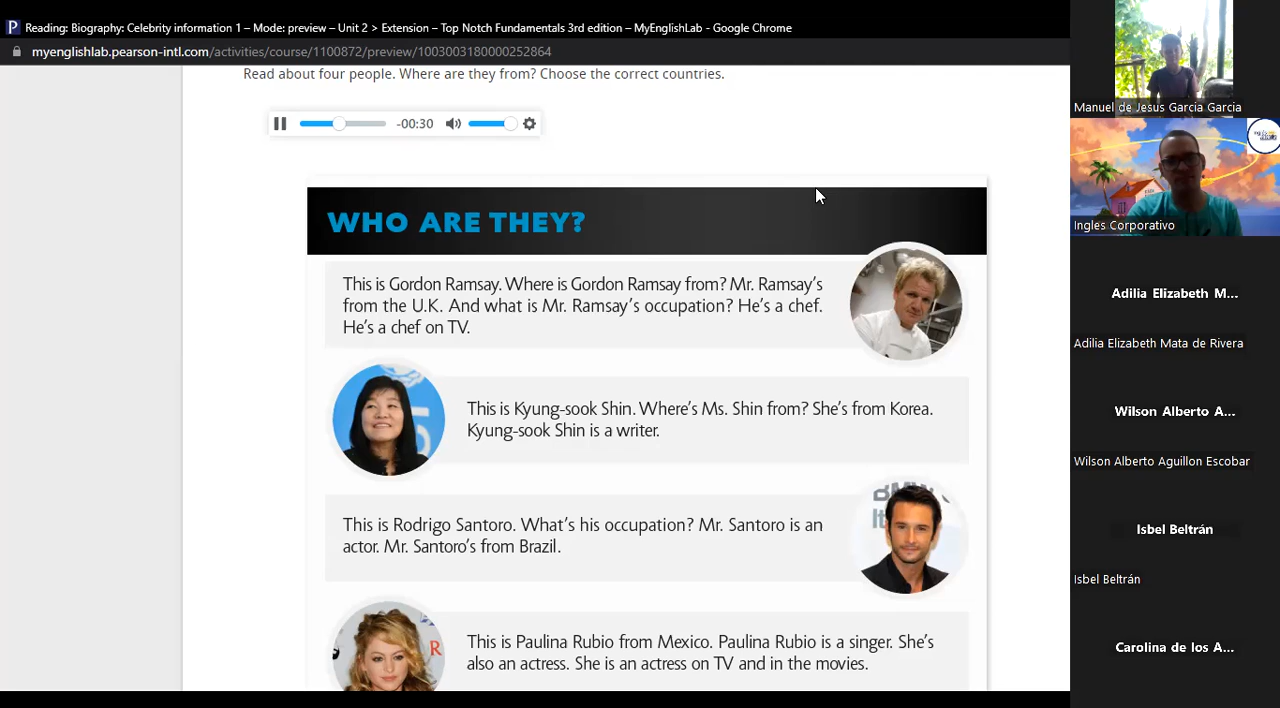 Reading: Biography: Celebrity information 1 – Mode: preview – Unit 2 > Extension – Top Notch Fundamentals 3rd edition – MyEnglishLab - Google Chrome
myenglishlab.pearson-intl.com/activities/course/1100872/preview/1003003180000252864
Read about four people. Where are they from? Choose the correct countries.
-00:30
WHO ARE THEY?
This is Gordon Ramsay. Where is Gordon Ramsay from? Mr. Ramsay's
from the U.K. And what is Mr. Ramsay's occupation? He's a chef.
He's a chef on TV.
This is Kyung-sook Shin. Where's Ms. Shin from? She's from Korea.
Kyung-sook Shin is a writer.
This is Rodrigo Santoro. What's his occupation? Mr. Santoro is an
actor. Mr. Santoro's from Brazil.
This is Paulina Rubio from Mexico. Paulina Rubio is a singer. She's
also an actress. She is an actress on TV and in the movies.
Manuel de Jesus Garcia Garcia
Ingles Corporativo
Adilia Elizabeth M...
Adilia Elizabeth Mata de Rivera
Wilson Alberto A...
Wilson Alberto Aguillon Escobar
Isbel Beltrán
Isbel Beltrán
Carolina de los A...